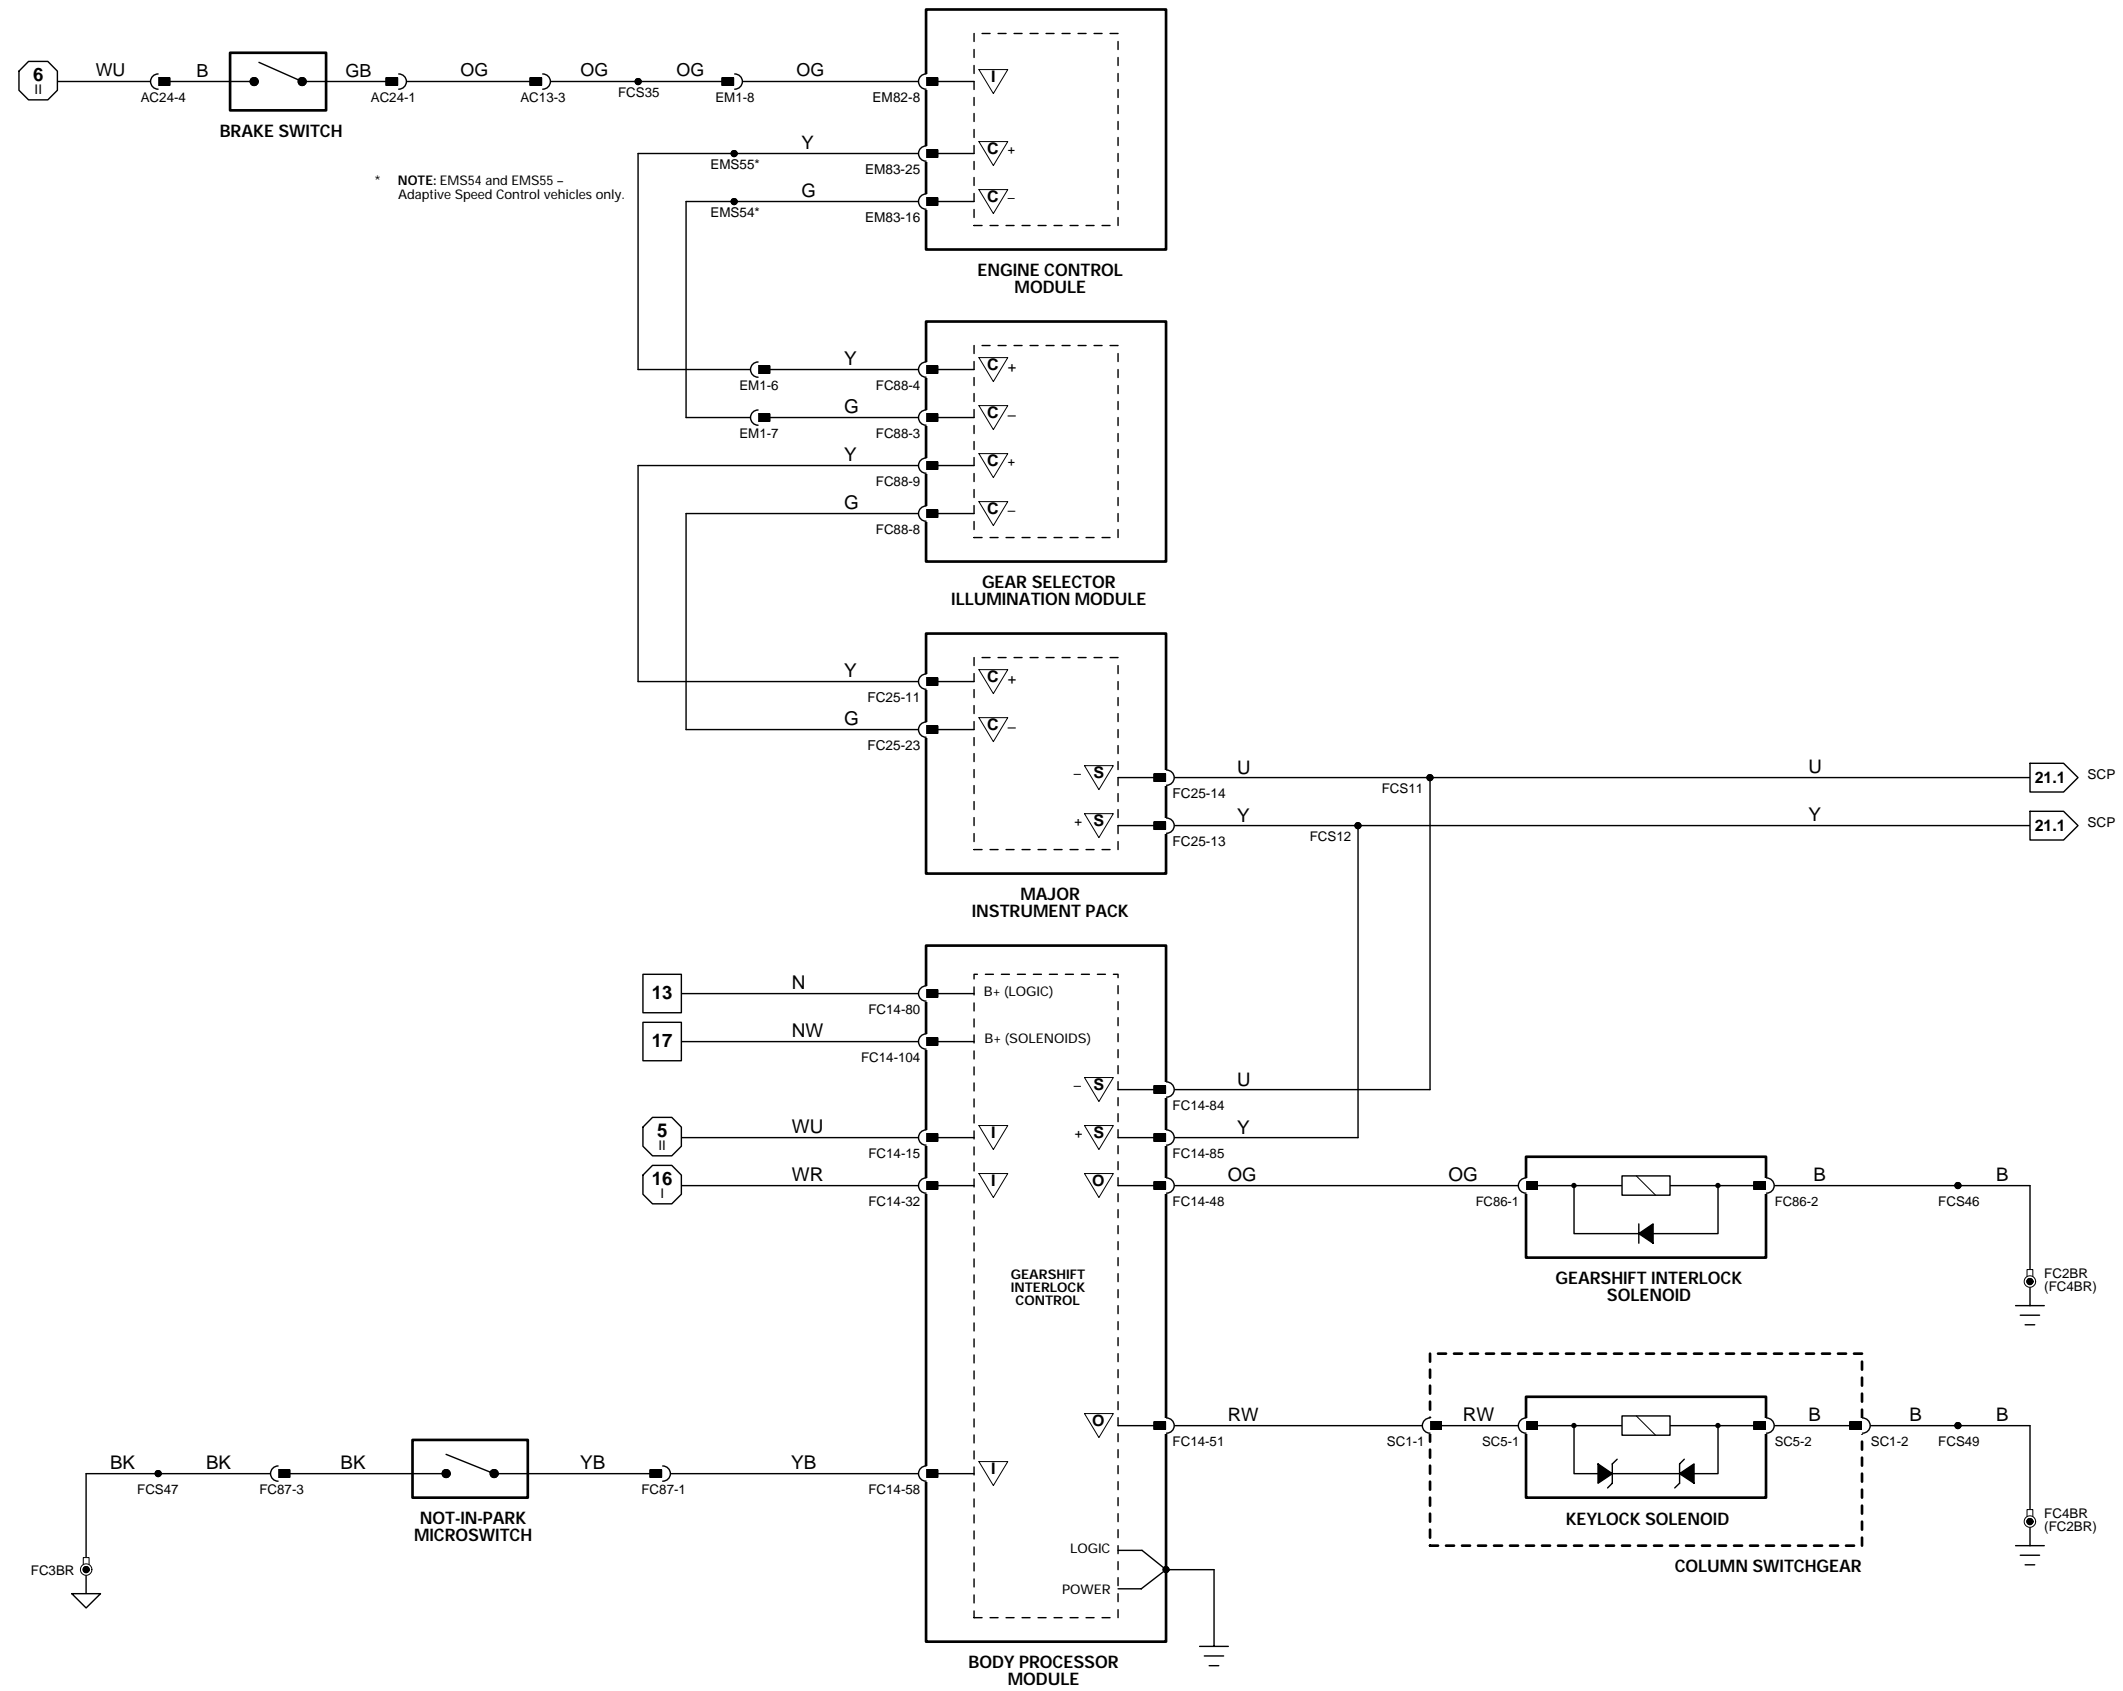 6
II
WU
AC24-4
B
BRAKE SWITCH
GB
AC24-1
OG
AC13-3
OG
FCS35
OG
EM1-8
OG
EM82-8
I
* NOTE: EMS54 and EMS55 –
Adaptive Speed Control vehicles only.
EMS55*
Y
EM83-25
C +
EMS54*
G
EM83-16
C –
ENGINE CONTROL
MODULE
EM1-6
Y
FC88-4
C +
EM1-7
G
FC88-3
C –
Y
FC88-9
C +
G
FC88-8
C –
GEAR SELECTOR
ILLUMINATION MODULE
Y
FC25-11
C +
G
FC25-23
C –
– S
FC25-14
U
FCS11
U
21.1
SCP
+ S
FC25-13
Y
FCS12
Y
21.1
SCP
MAJOR
INSTRUMENT PACK
13
N
FC14-80
B+ (LOGIC)
17
NW
FC14-104
B+ (SOLENOIDS)
– S
FC14-84
U
5
II
WU
FC14-15
I
+ S
FC14-85
Y
16
I
WR
FC14-32
I
O
FC14-48
OG
OG
FC86-1
FC86-2
B
FCS46
B
GEARSHIFT INTERLOCK
SOLENOID
FC2BR
(FC4BR)
GEARSHIFT
INTERLOCK
CONTROL
O
FC14-51
RW
SC1-1
RW
SC5-1
SC5-2
B
SC1-2
B
FCS49
B
KEYLOCK SOLENOID
COLUMN SWITCHGEAR
FC4BR
(FC2BR)
BK
FCS47
BK
FC87-3
BK
NOT-IN-PARK
MICROSWITCH
YB
FC87-1
YB
FC14-58
I
FC3BR
LOGIC
POWER
BODY PROCESSOR
MODULE